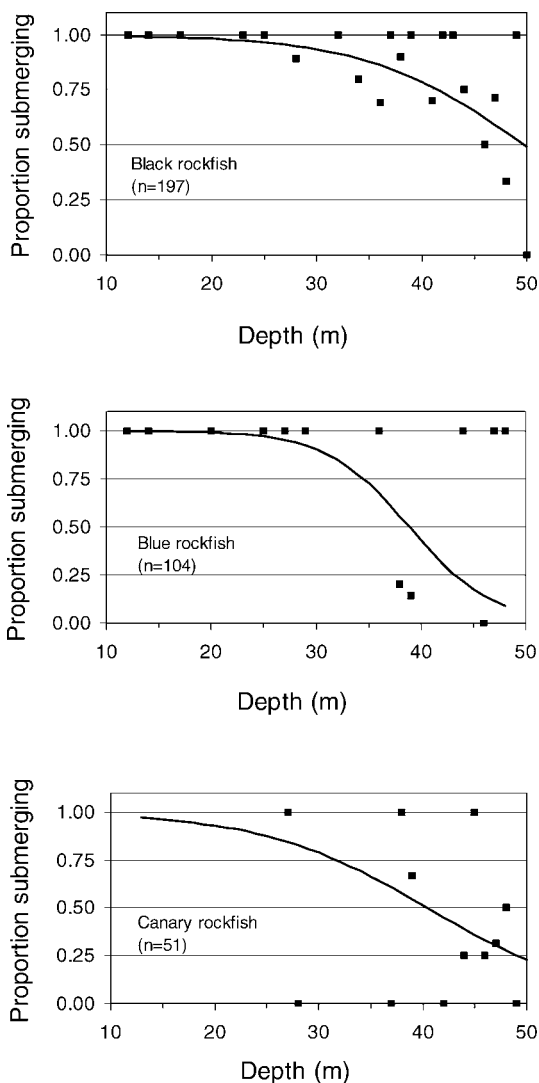 Proportion submerging
1.00
0.75
0.50
0.25
0.00
Black rockfish
(n=197)
10 20 30 40 50
Depth (m)
Proportion submerging
1.00
0.75
0.50
0.25
0.00
Blue rockfish
(n=104)
10 20 30 40 50
Depth (m)
Proportion submerging
1.00
0.75
0.50
0.25
0.00
Canary rockfish
(n=51)
10 20 30 40 50
Depth (m)